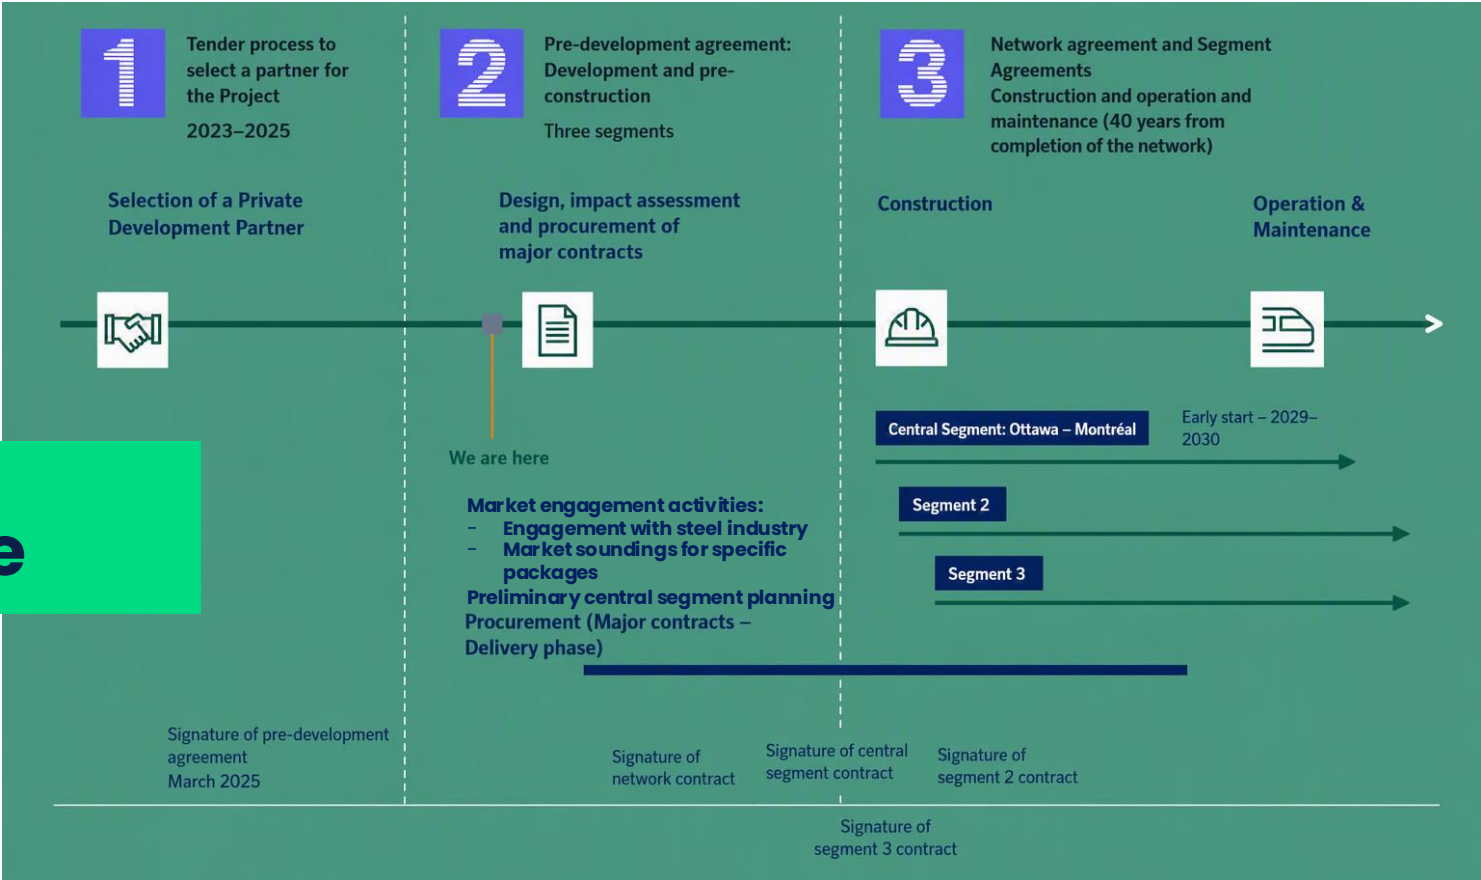 1
Tender process to
select a partner for
the Project
2023–2025
2
Pre-development agreement:
Development and pre-
construction
Three segments
3
Network agreement and Segment
Agreements
Construction and operation and
maintenance (40 years from
completion of the network)
Selection of a Private
Development Partner
Design, impact assessment
and procurement of
major contracts
Construction
Operation &
Maintenance
We are here
Central Segment: Ottawa – Montréal
Early start – 2029–
2030
Segment 2
Segment 3
e
Market engagement activities:
- Engagement with steel industry
- Market soundings for specific
packages
Preliminary central segment planning
Procurement (Major contracts –
Delivery phase)
Signature of pre-development
agreement
March 2025
Signature of
network contract
Signature of central
segment contract
Signature of
segment 2 contract
Signature of
segment 3 contract